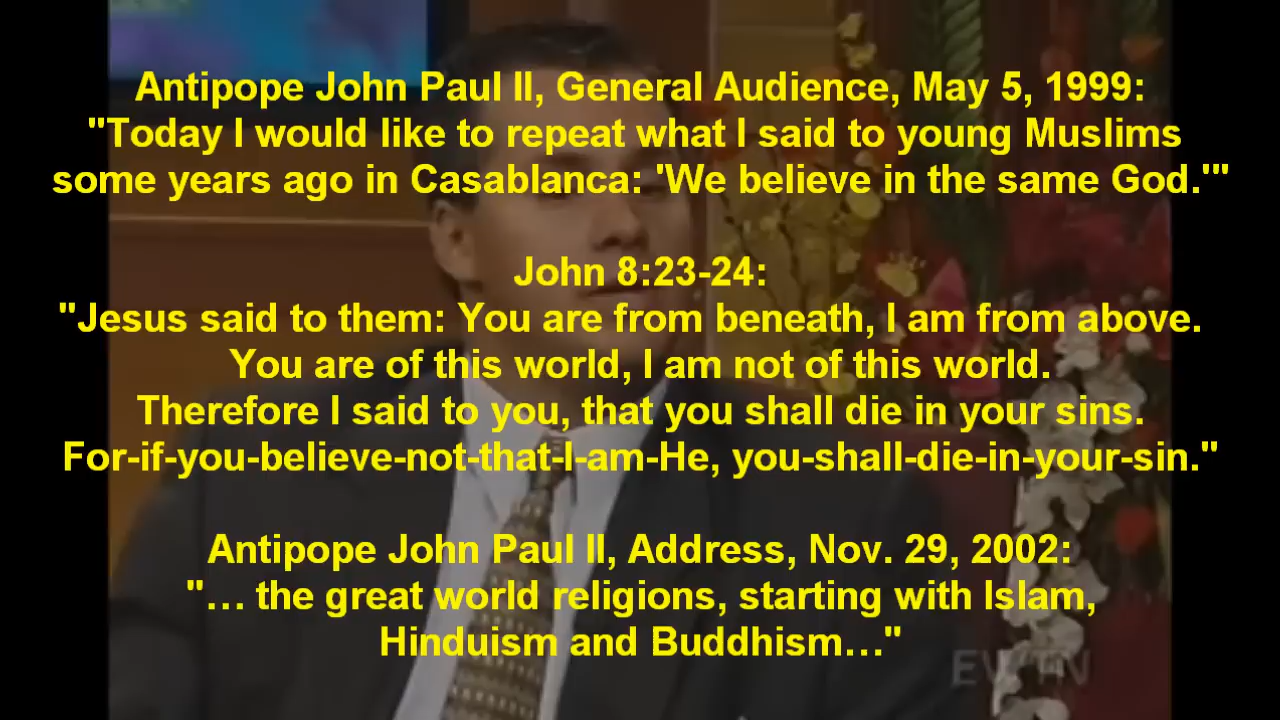 Antipope John Paul II, General Audience, May 5, 1999:
"Today I would like to repeat what I said to young Muslims
some years ago in Casablanca: 'We believe in the same God.'"
John 8:23-24:
"Jesus said to them: You are from beneath, I am from above.
You are of this world, I am not of this world.
Therefore I said to you, that you shall die in your sins.
For-if-you-believe-not-that-I-am-He, you-shall-die-in-your-sin."
Antipope John Paul II, Address, Nov. 29, 2002:
"... the great world religions, starting with Islam,
Hinduism and Buddhism..."
EWTN